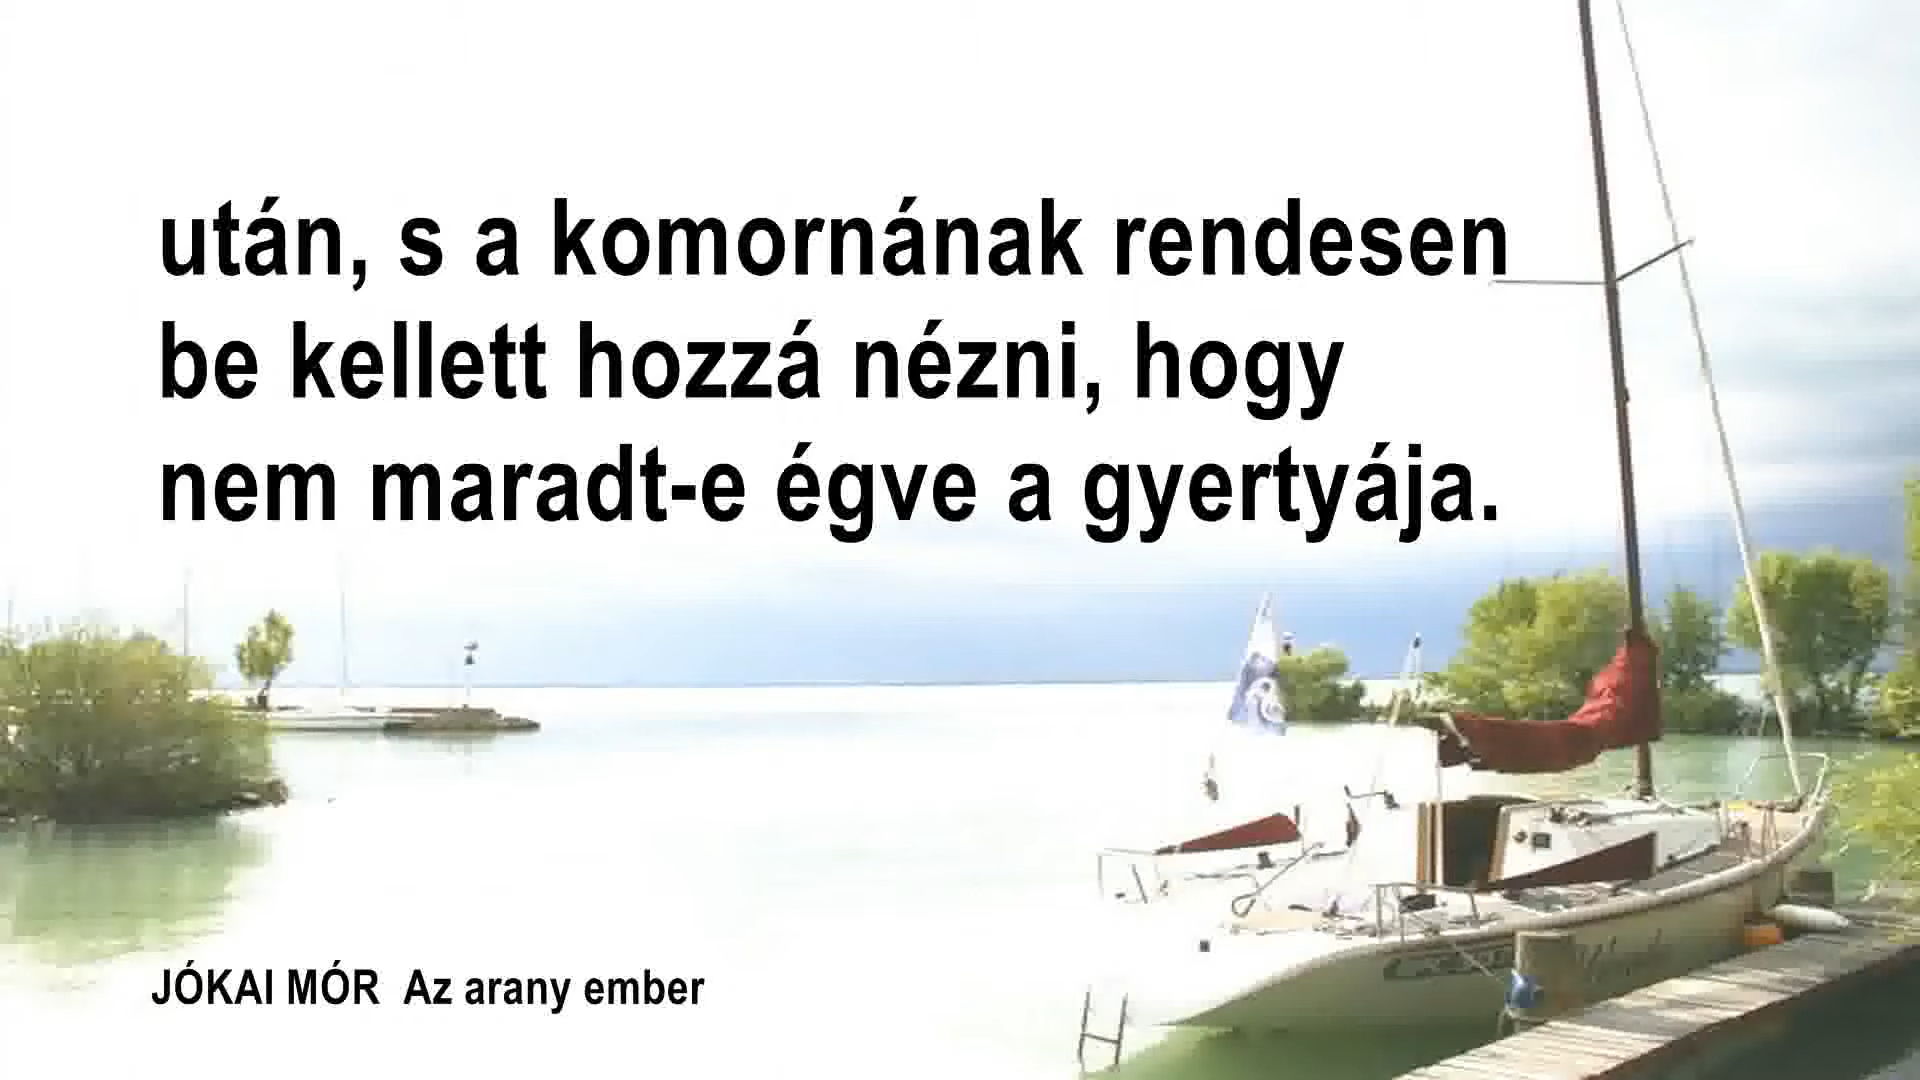 után, s a komornának rendesen
be kellett hozzá nézni, hogy
nem maradt-e égve a gyertyája.
JÓKAI MÓR Az arany ember